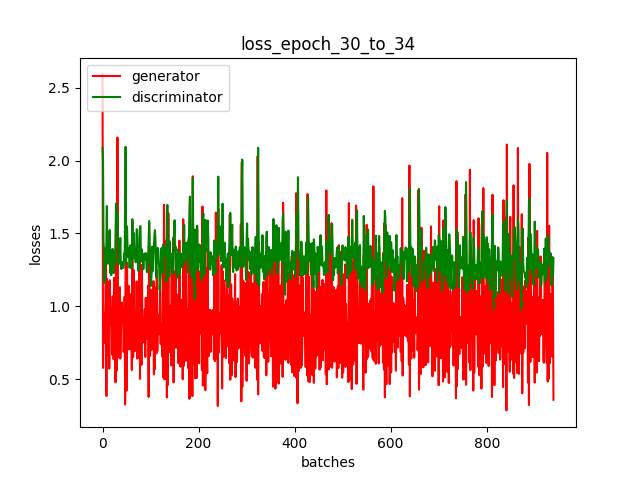 loss_epoch_30_to_34
generator
discriminator
2.5
2.0
1.5
1.0
0.5
losses
0 200 400 600 800
batches